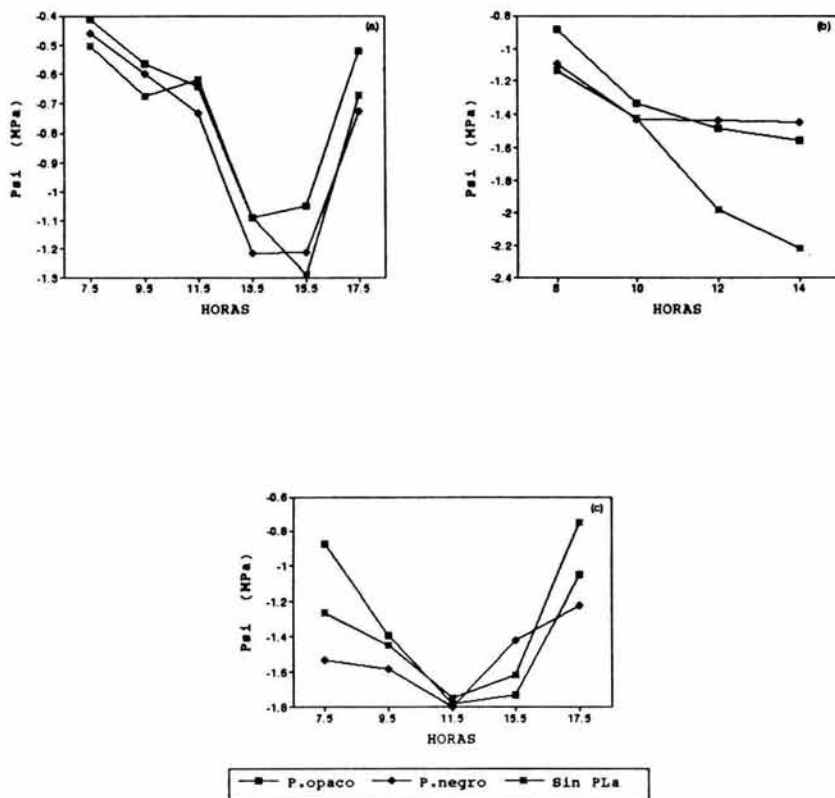 (a)
-0.4
-0.5
-0.6
-0.7
-0.8
-0.9
-1
-1.1
-1.2
-1.3
Psi (MPa)
7.5 9.5 11.5 13.5 15.5 17.5
HORAS
(b)
-0.8
-1
-1.2
-1.4
-1.6
-1.8
-2
-2.2
-2.4
Psi (MPa)
8 10 12 14
HORAS
(c)
-0.6
-0.8
-1
-1.2
-1.4
-1.6
-1.8
Psi (MPa)
7.5 9.5 11.5 15.5 17.5
HORAS
P.opaco P.negro Sin PLa